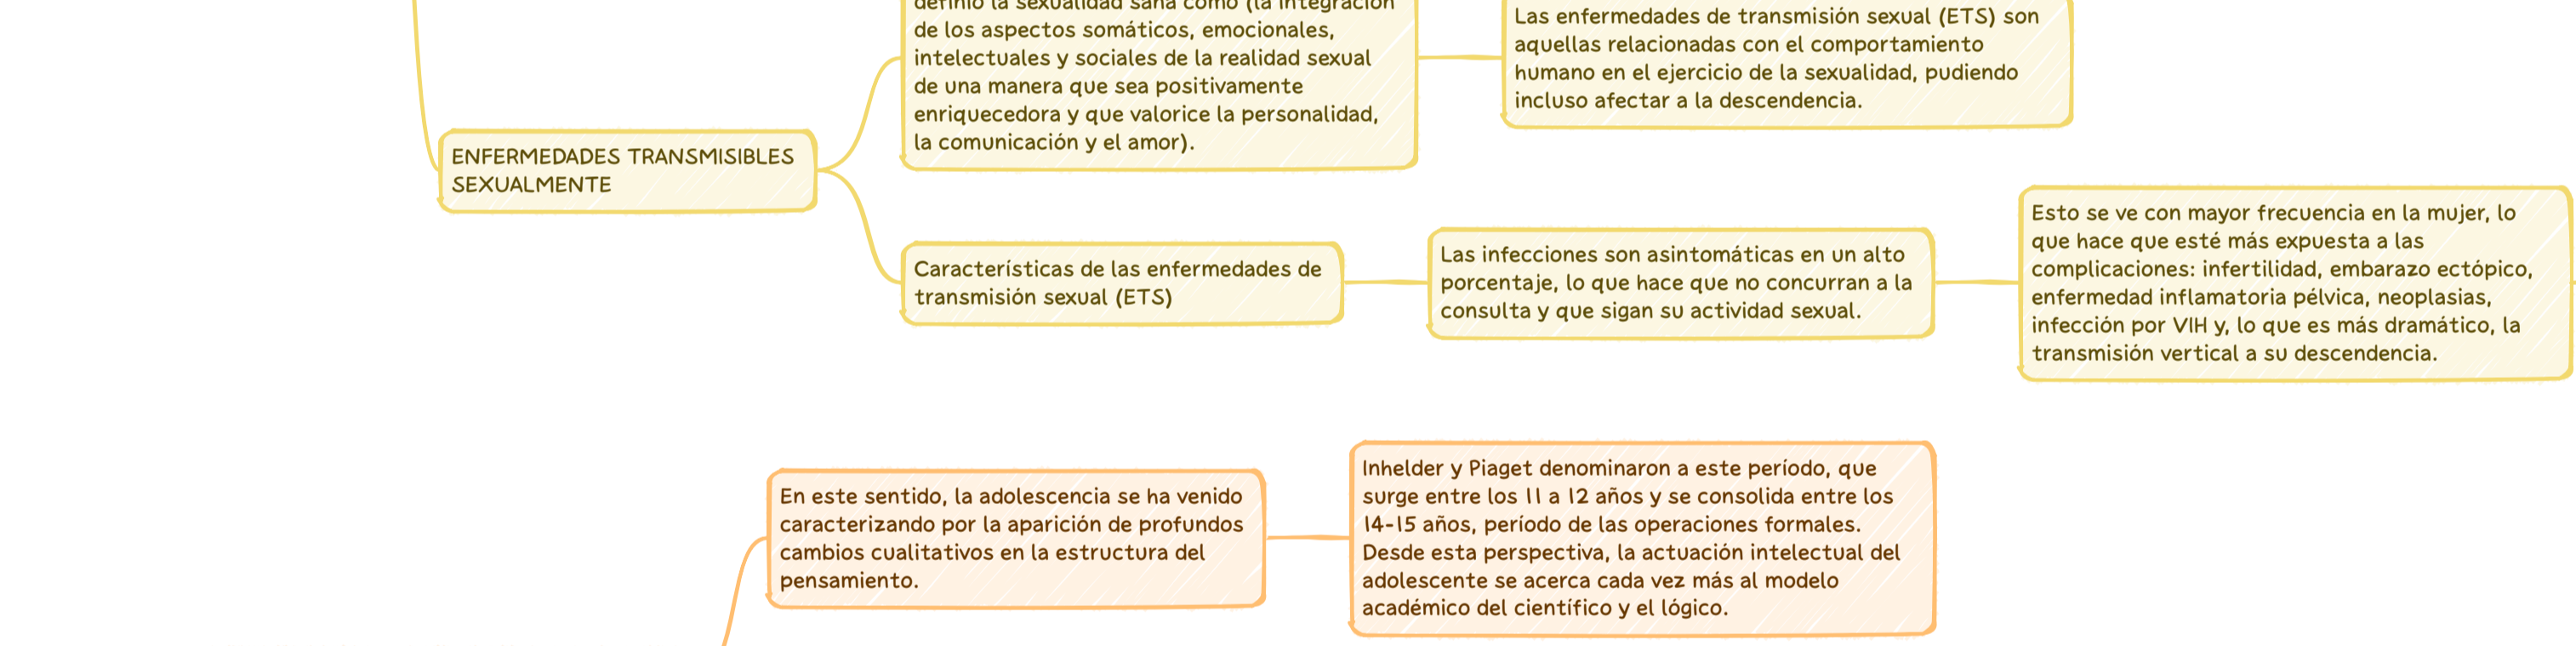 definió la sexualidad sana como (la integración
de los aspectos somáticos, emocionales,
intelectuales y sociales de la realidad sexual
de una manera que sea positivamente
enriquecedora y que valorice la personalidad,
la comunicación y el amor).
Las enfermedades de transmisión sexual (ETS) son
aquellas relacionadas con el comportamiento
humano en el ejercicio de la sexualidad, pudiendo
incluso afectar a la descendencia.
ENFERMEDADES TRANSMISIBLES
SEXUALMENTE
Características de las enfermedades de
transmisión sexual (ETS)
Las infecciones son asintomáticas en un alto
porcentaje, lo que hace que no concurran a la
consulta y que sigan su actividad sexual.
Esto se ve con mayor frecuencia en la mujer, lo
que hace que esté más expuesta a las
complicaciones: infertilidad, embarazo ectópico,
enfermedad inflamatoria pélvica, neoplasias,
infección por VIH y, lo que es más dramático, la
transmisión vertical a su descendencia.
En este sentido, la adolescencia se ha venido
caracterizando por la aparición de profundos
cambios cualitativos en la estructura del
pensamiento.
Inhelder y Piaget denominaron a este período, que
surge entre los 11 a 12 años y se consolida entre los
14-15 años, período de las operaciones formales.
Desde esta perspectiva, la actuación intelectual del
adolescente se acerca cada vez más al modelo
académico del científico y el lógico.